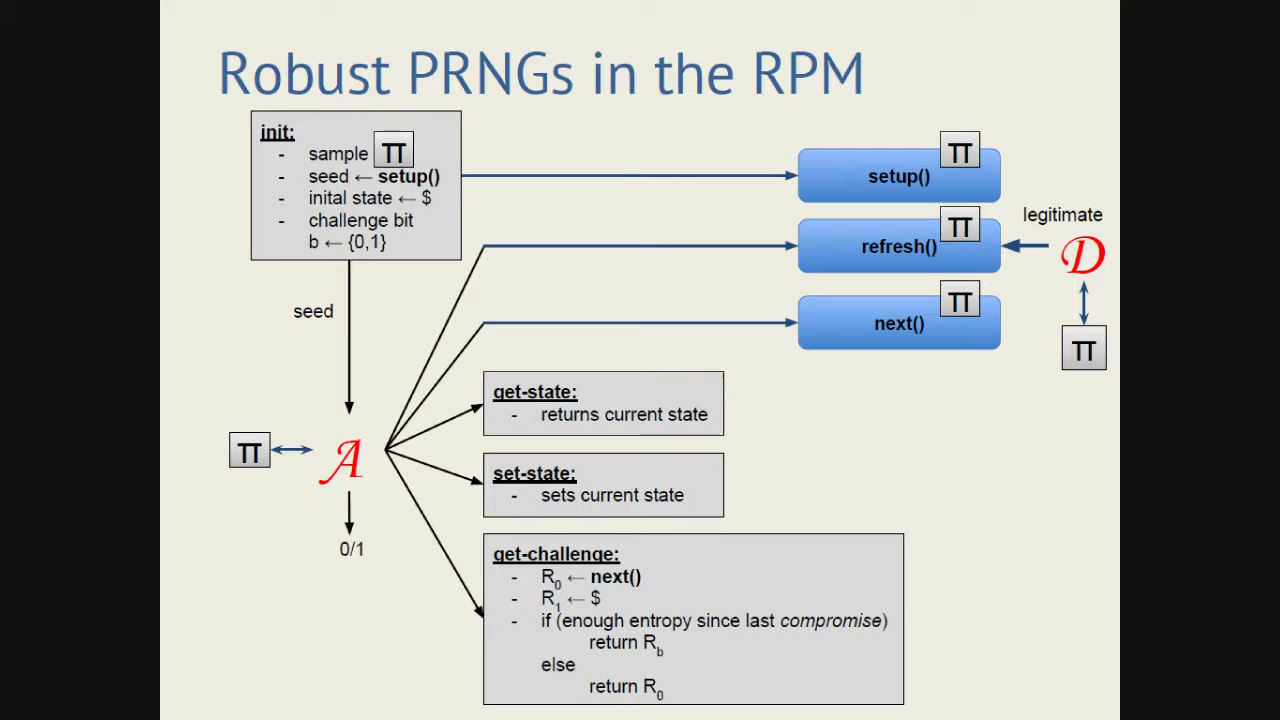 Robust PRNGs in the RPM
init:
- sample π
- seed ← setup()
- inital state ← $
- challenge bit
b ← {0,1}
π
setup()
π
refresh()
legitimate
D
π
next()
π
seed
get-state:
- returns current state
π
A
set-state:
- sets current state
0/1
get-challenge:
- R0 ← next()
- R1 ← $
- if (enough entropy since last compromise)
return Rb
else
return R0